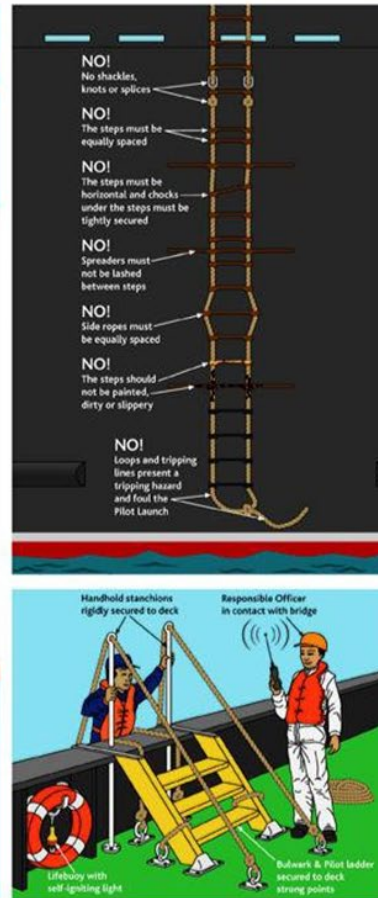 NO!
No shackles,
knots or splices
NO!
The steps must be
equally spaced
NO!
The steps must be
horizontal and chocks
under the steps must be
tightly secured
NO!
Spreaders must
not be lashed
between steps
NO!
Side ropes must
be equally spaced
NO!
The steps should
not be painted,
dirty or slippery
NO!
Loops and tripping
lines present a
tripping hazard
and foul the
Pilot Launch
Handhold stanchions
rigidly secured to deck
Responsible Officer
in contact with bridge
Lifebuoy with
self-igniting light
Bulwark & Pilot ladder
secured to deck
strong points